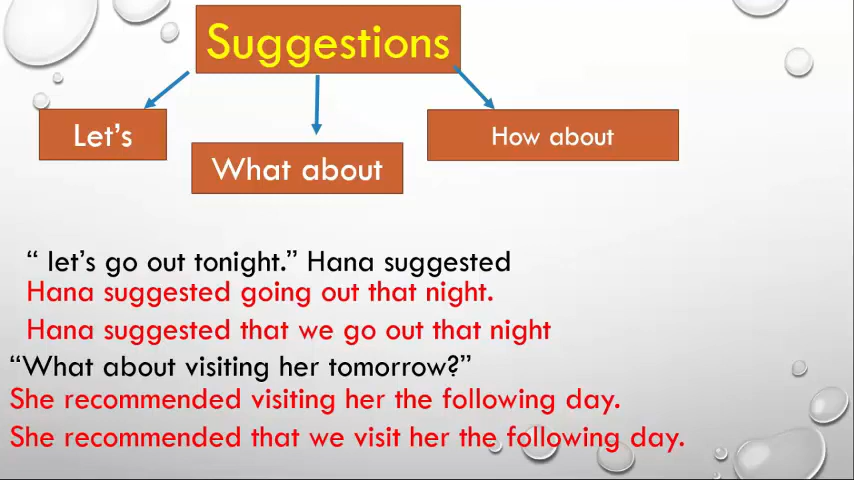 Suggestions
Let’s
What about
How about
“ let’s go out tonight.” Hana suggested
Hana suggested going out that night.
Hana suggested that we go out that night
“What about visiting her tomorrow?”
She recommended visiting her the following day.
She recommended that we visit her the following day.